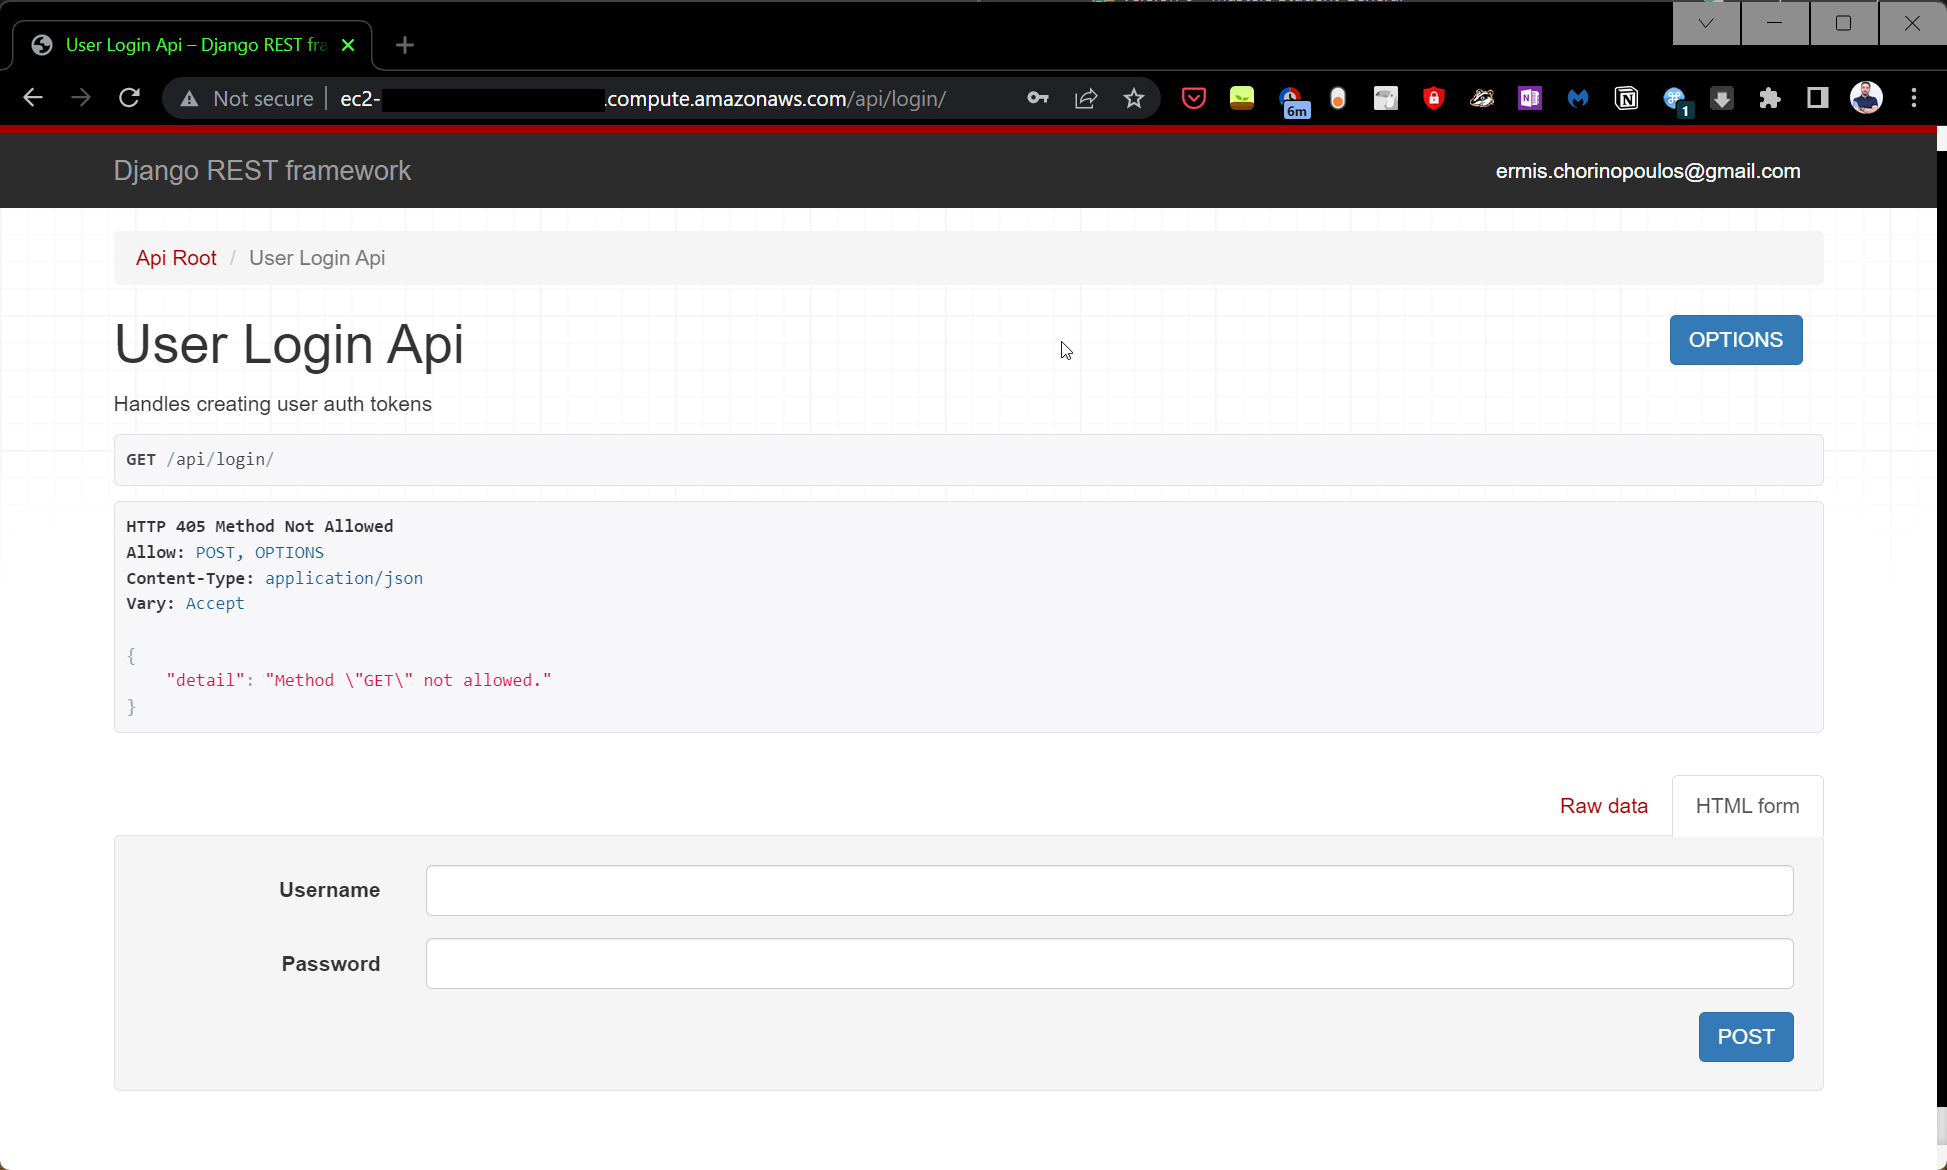 User Login Api – Django REST fra
Not secure
ec2-
.compute.amazonaws.com/api/login/
6m
1
Django REST framework
ermis.chorinopoulos@gmail.com
Api Root / User Login Api
User Login Api
OPTIONS
Handles creating user auth tokens
GET /api/login/
HTTP 405 Method Not Allowed
Allow: POST, OPTIONS
Content-Type: application/json
Vary: Accept
{
"detail": "Method \"GET\" not allowed."
}
Raw data
HTML form
Username
Password
POST